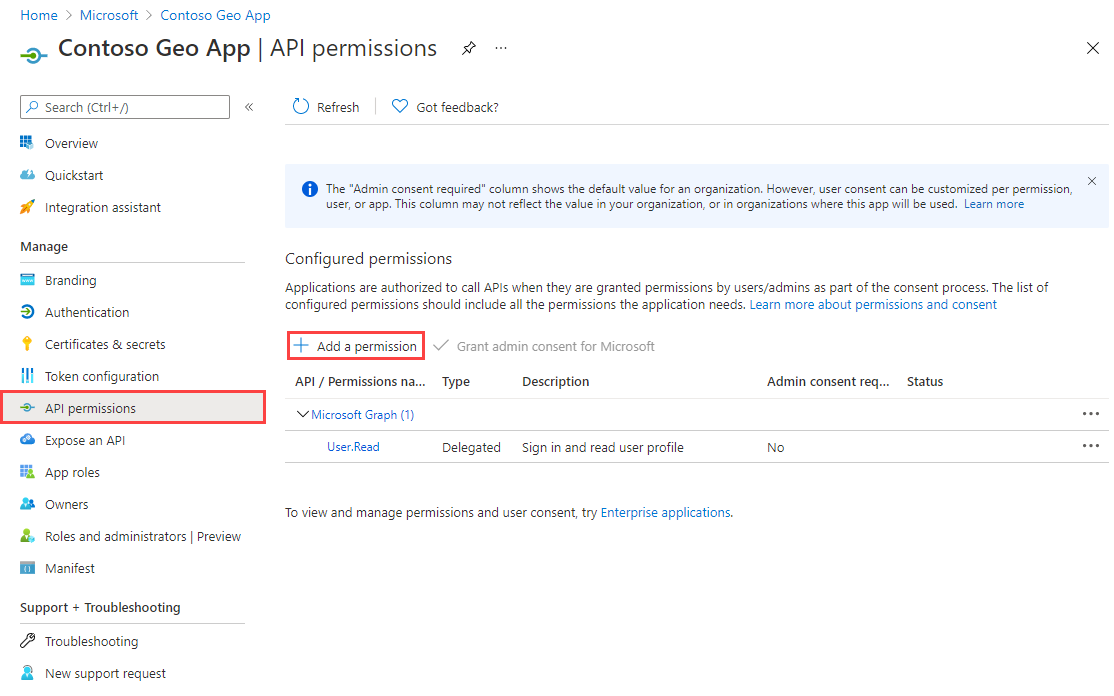 Home > Microsoft > Contoso Geo App
Contoso Geo App | API permissions
Search (Ctrl+/)
Overview
Quickstart
Integration assistant
Manage
Branding
Authentication
Certificates & secrets
Token configuration
API permissions
Expose an API
App roles
Owners
Roles and administrators | Preview
Manifest
Support + Troubleshooting
Troubleshooting
New support request
Refresh
Got feedback?
The "Admin consent required" column shows the default value for an organization. However, user consent can be customized per permission,
user, or app. This column may not reflect the value in your organization, or in organizations where this app will be used. Learn more
Configured permissions
Applications are authorized to call APIs when they are granted permissions by users/admins as part of the consent process. The list of
configured permissions should include all the permissions the application needs. Learn more about permissions and consent
Add a permission
Grant admin consent for Microsoft
API / Permissions na... Type Description Admin consent req... Status
Microsoft Graph (1)
User.Read Delegated Sign in and read user profile No
To view and manage permissions and user consent, try Enterprise applications.